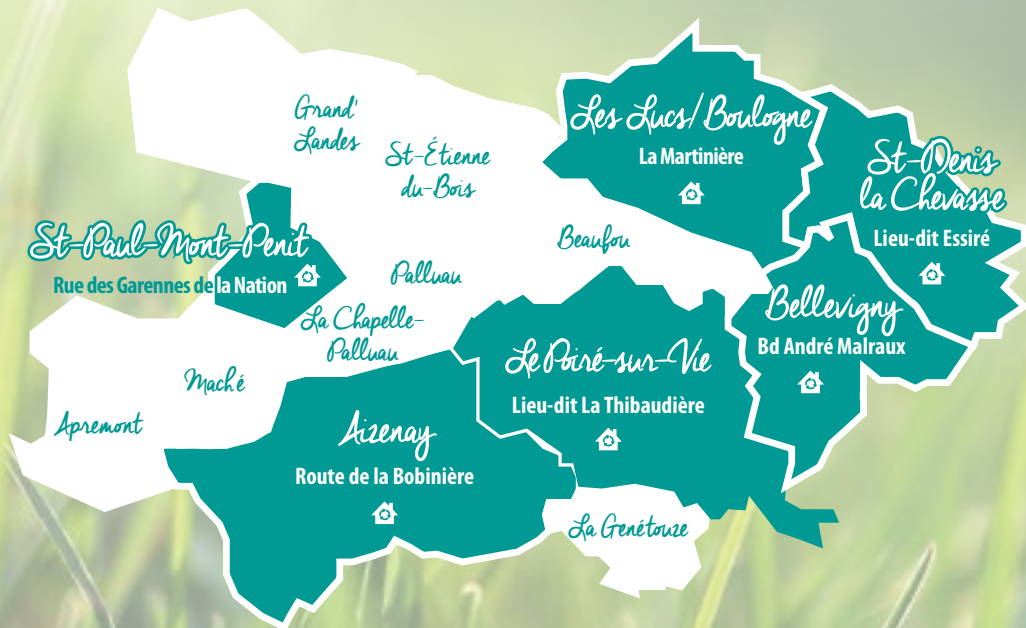 Grand'
Landes
St-Étienne
du-Bois
Les Lucs/Boulogne
La Martinière
St-Denis
la Chevasse
Lieu-dit Essiré
St-Paul-Mont-Penit
Rue des Garennes de la Nation
Beaufou
Palluau
La Chapelle-
Palluau
Bellevigny
Bd André Malraux
Le Poiré-sur-Vie
Lieu-dit La Thibaudière
Maché
Apremont
Aizenay
Route de la Bobinière
La Genétouze